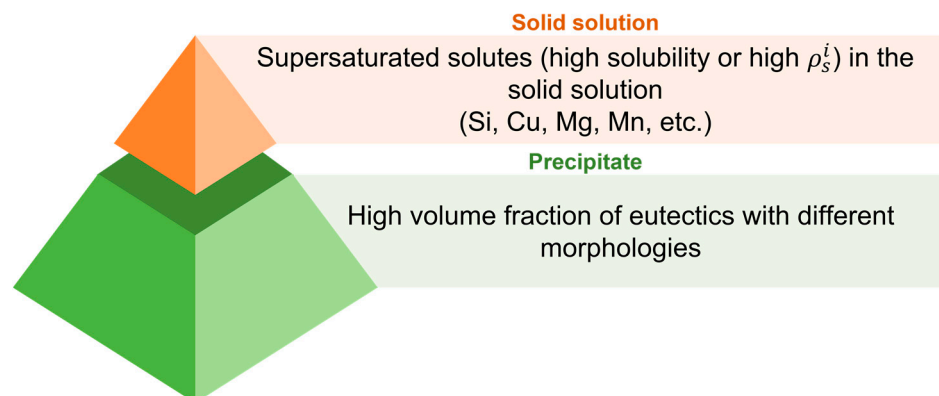 Solid solution
Supersaturated solutes (high solubility or high $\rho_s^i$) in the
solid solution
(Si, Cu, Mg, Mn, etc.)
Precipitate
High volume fraction of eutectics with different
morphologies